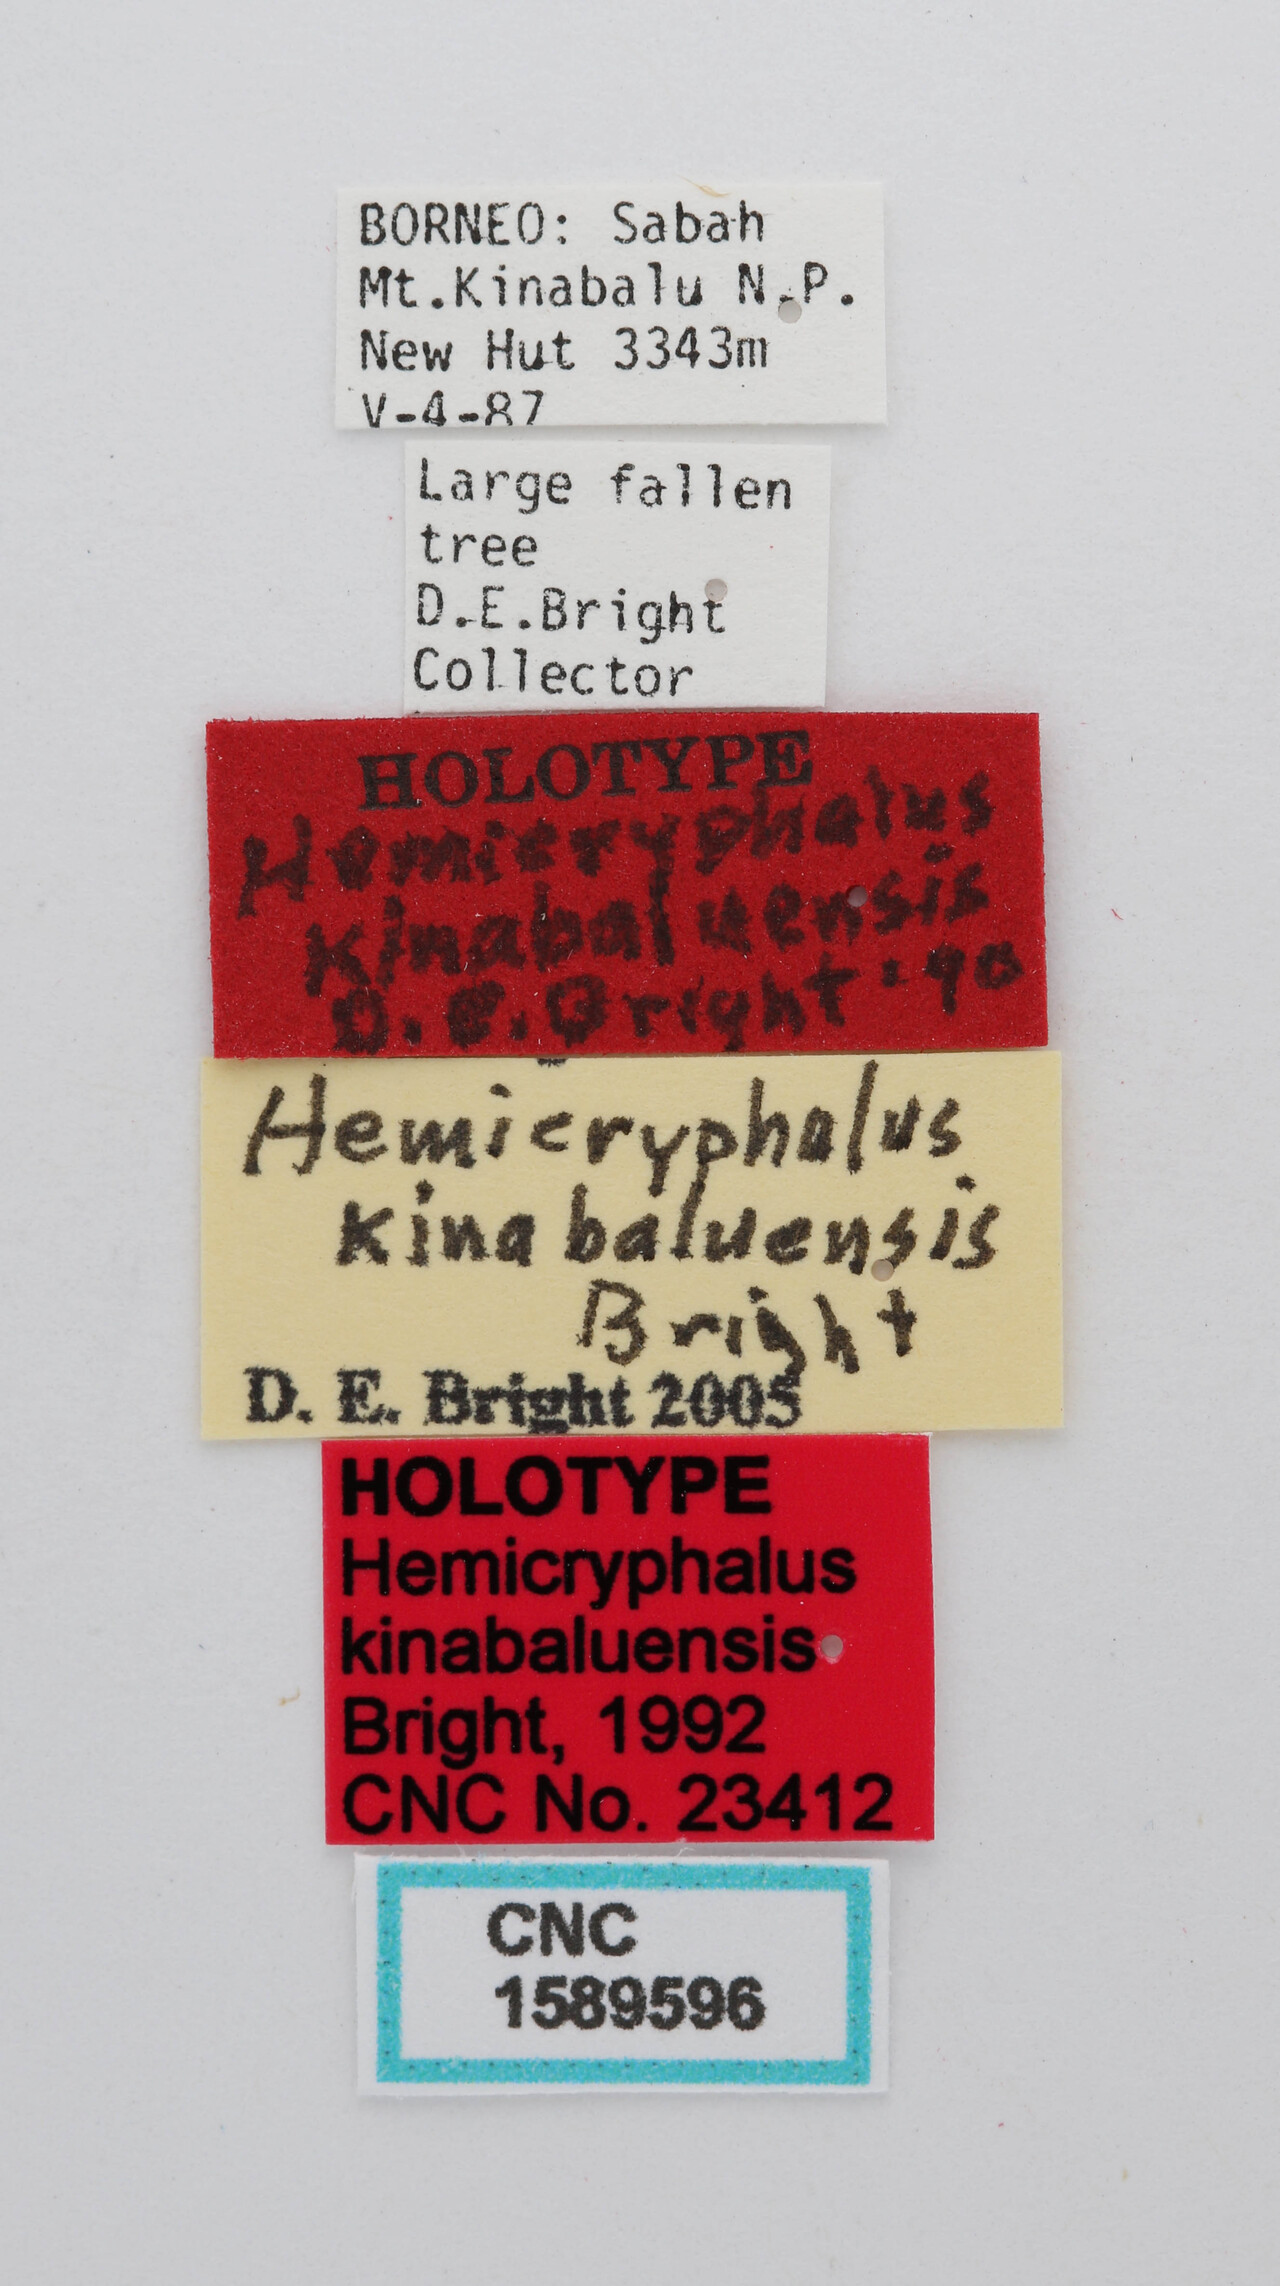 BORNEO: Sabah
Mt.Kinabalu N.P.
New Hut 3343m
V-4-87
Large fallen
tree
D.E.Bright
Collector
HOLOTYPE
Hemicryphalus
kinabaluensis
D.E.Bright '90
Hemicryphalus
kinabaluensis
Bright
D. E. Bright 2005
HOLOTYPE
Hemicryphalus
kinabaluensis
Bright, 1992
CNC No. 23412
CNC
1589596